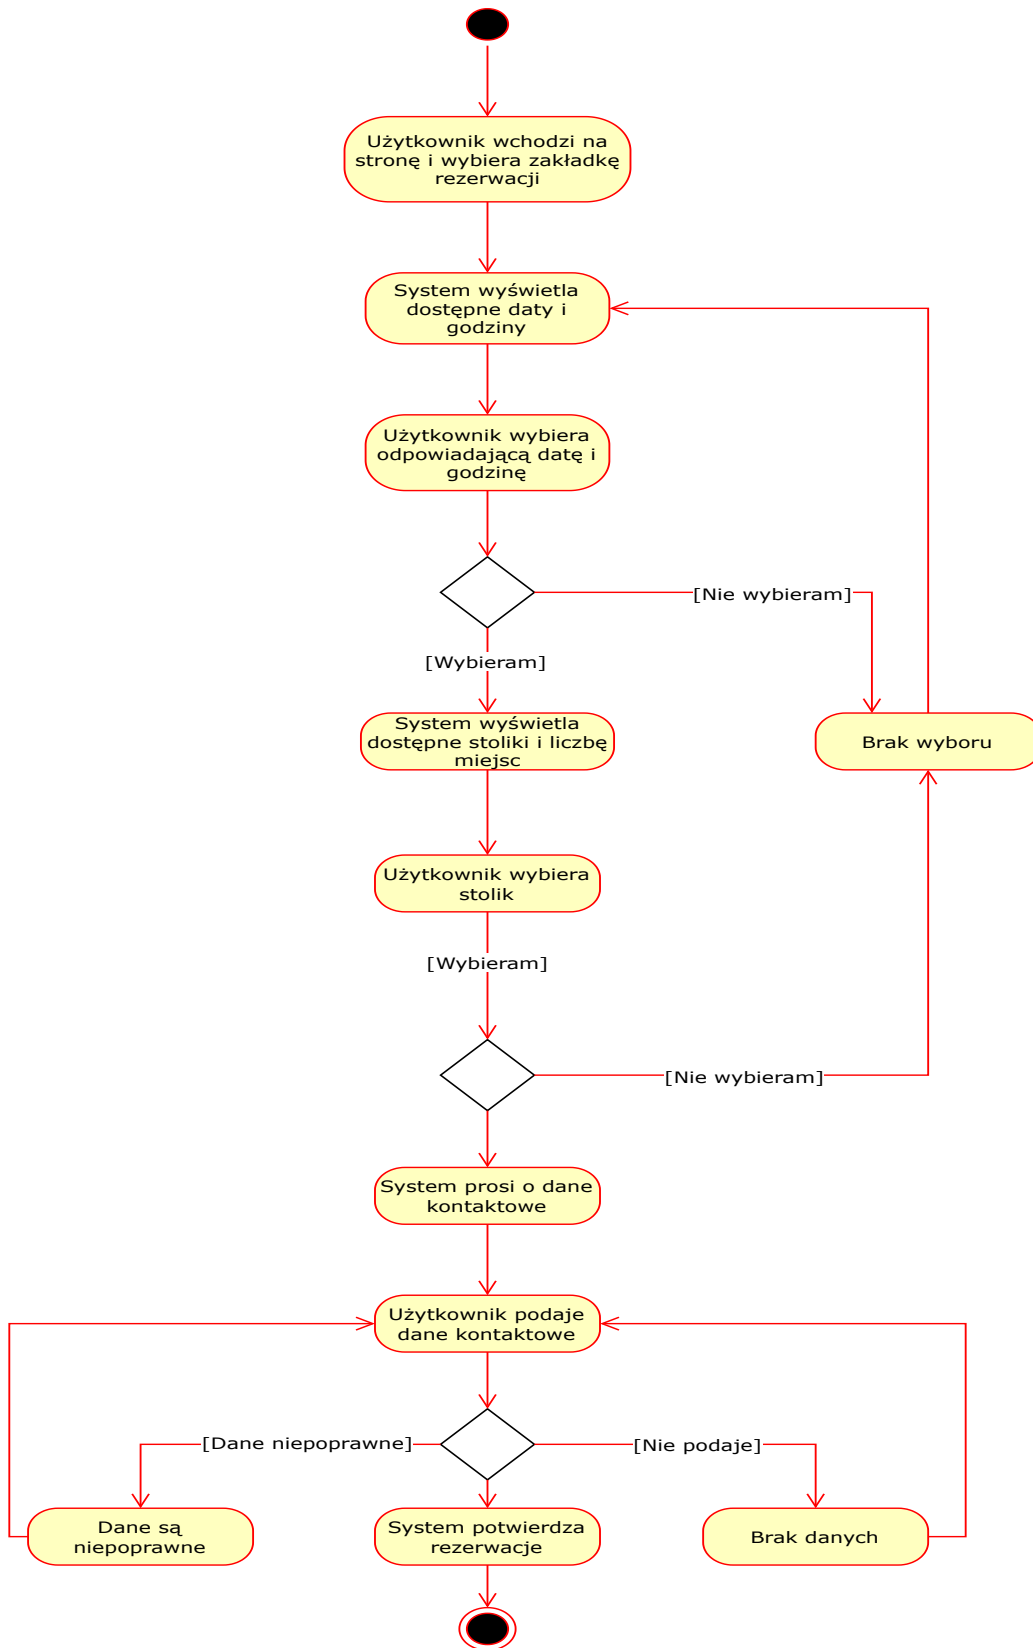 Użytkownik wchodzi na
stronę i wybiera zakładkę
rezerwacji
System wyświetla
dostępne daty i
godziny
Użytkownik wybiera
odpowiadającą datę i
godzinę
[Nie wybieram]
[Wybieram]
System wyświetla
dostępne stoliki i liczbę
miejsc
Brak wyboru
Użytkownik wybiera
stolik
[Wybieram]
[Nie wybieram]
System prosi o dane
kontaktowe
Użytkownik podaje
dane kontaktowe
[Dane niepoprawne]
[Nie podaje]
Dane są
niepoprawne
System potwierdza
rezerwacje
Brak danych